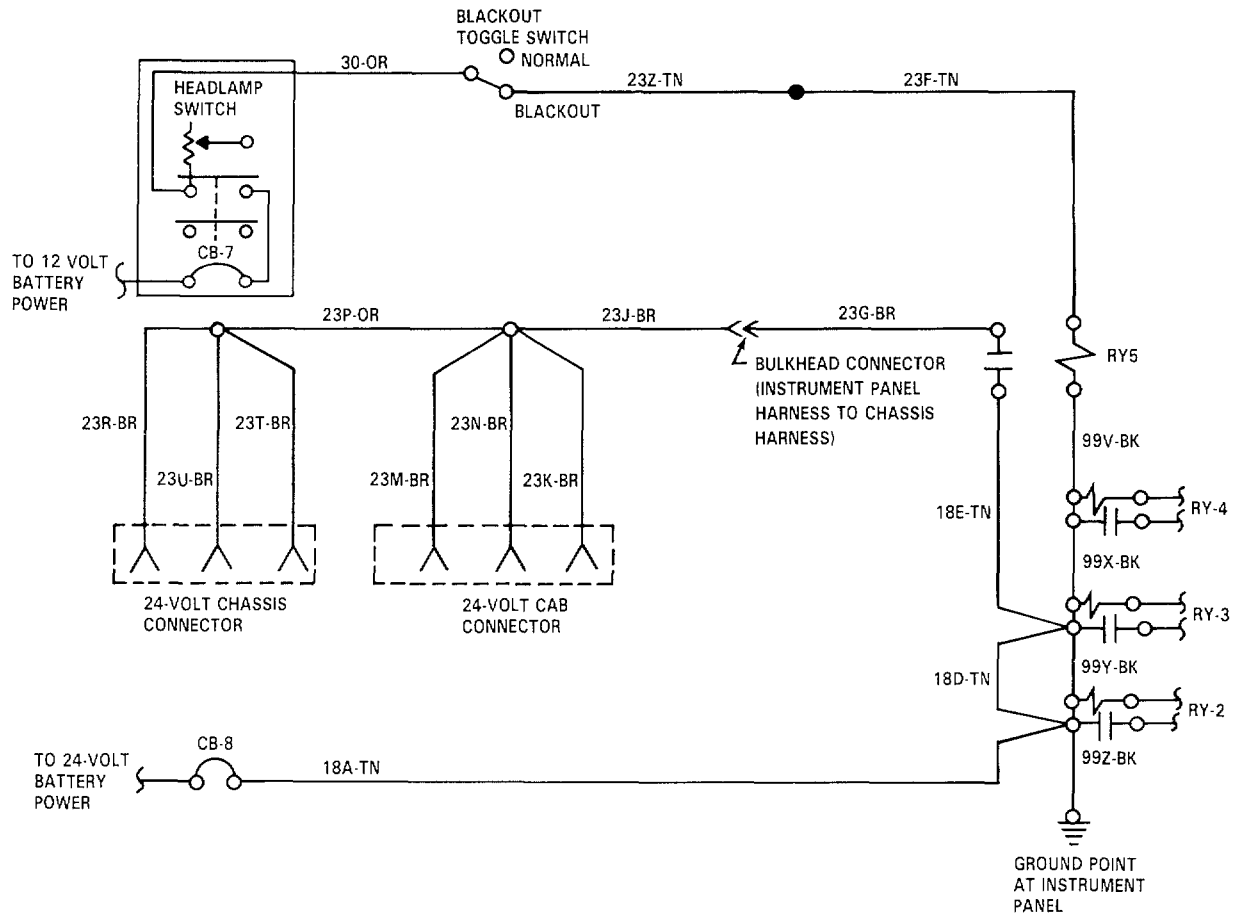 BLACKOUT
TOGGLE SWITCH
NORMAL
30-OR
HEADLAMP
SWITCH
23Z-TN
23F-TN
BLACKOUT
CB-7
TO 12 VOLT
BATTERY
POWER
23P-OR
23J-BR
23G-BR
RY5
BULKHEAD CONNECTOR
(INSTRUMENT PANEL
HARNESS TO CHASSIS
HARNESS)
23R-BR
23T-BR
23N-BR
99V-BK
23U-BR
23M-BR
23K-BR
18E-TN
RY-4
99X-BK
24-VOLT CHASSIS
CONNECTOR
24-VOLT CAB
CONNECTOR
RY-3
99Y-BK
18D-TN
RY-2
CB-8
TO 24-VOLT
BATTERY
POWER
18A-TN
99Z-BK
GROUND POINT
AT INSTRUMENT
PANEL